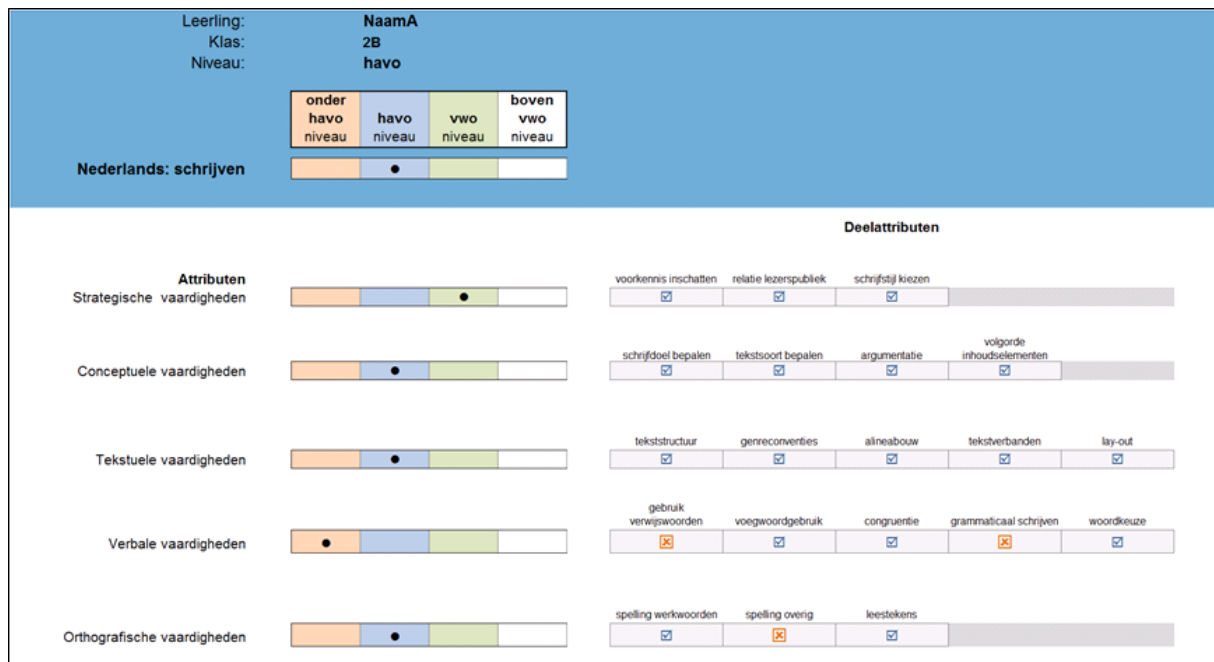 Leerling: NaamA
Klas: 2B
Niveau: havo
onder havo niveau
havo niveau
vwo niveau
boven vwo niveau
Nederlands: schrijven
Deelattributen
Attributen
Strategische vaardigheden
voorkennis inschatten relatie lezerspubliek schrijfstijl kiezen
Conceptuele vaardigheden
schrijfdoel bepalen tekstsoort bepalen argumentatie volgorde inhoudselementen
Tekstuele vaardigheden
tekststructuur genreconventies alineabouw tekstverbanden lay-out
Verbale vaardigheden
gebruik verwijswoorden voegwoordgebruik congruentie grammaticaal schrijven woordkeuze
Orthografische vaardigheden
spelling werkwoorden spelling overig leestekens